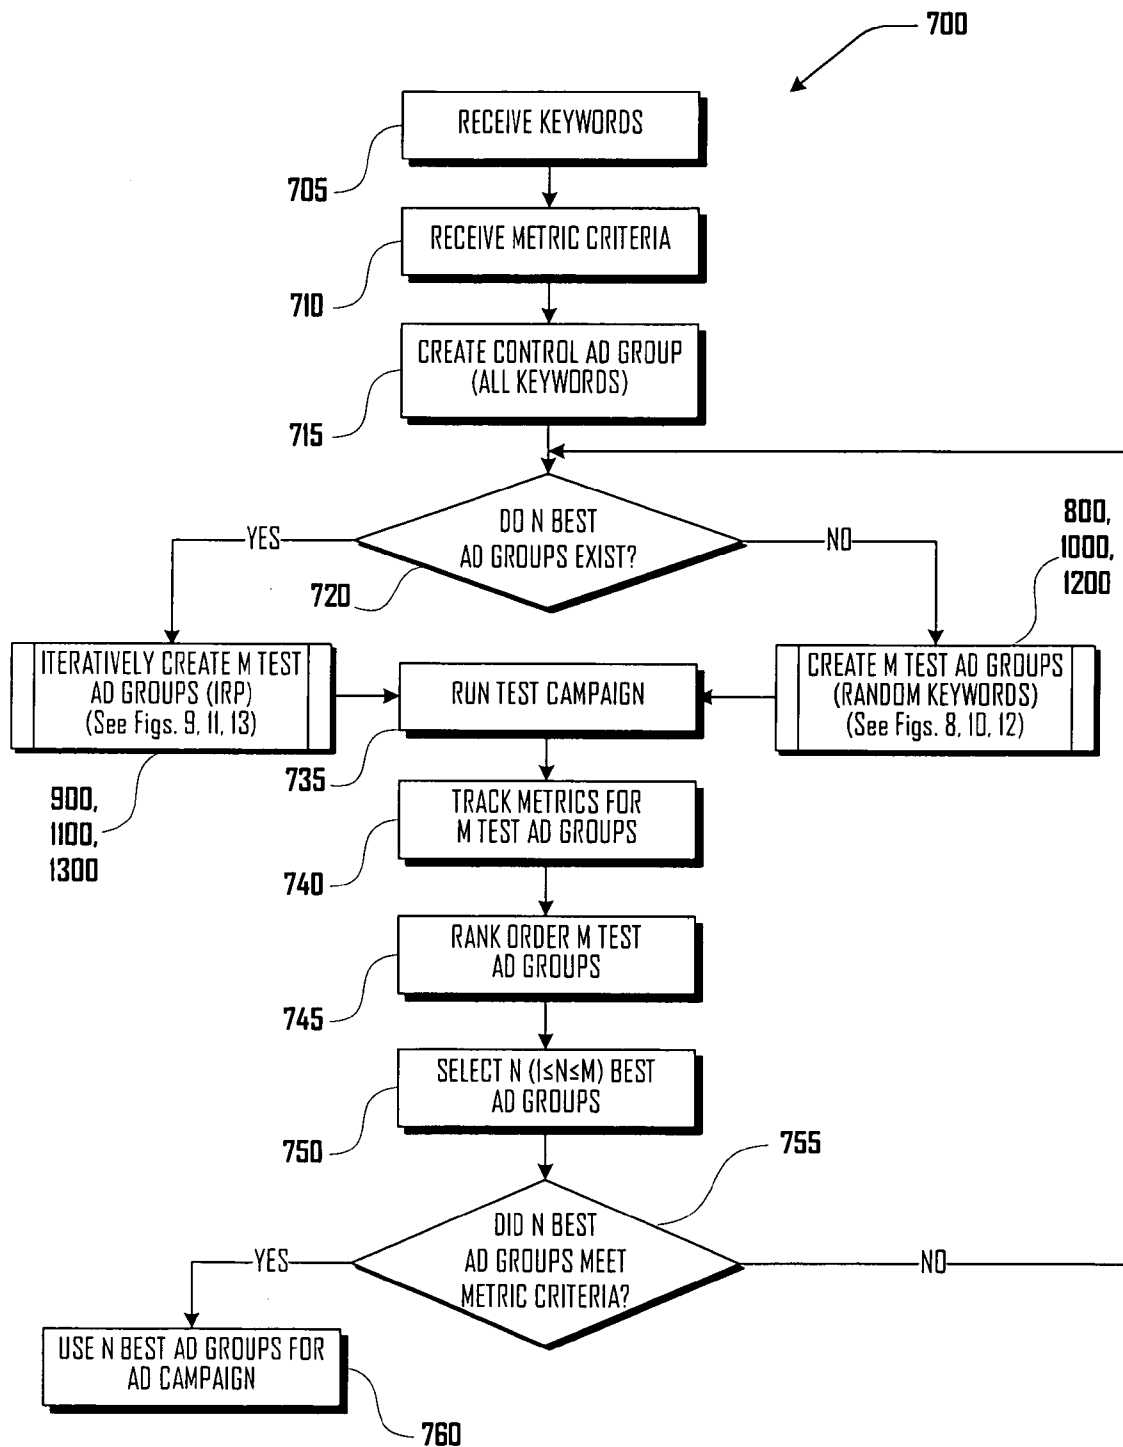 700
RECEIVE KEYWORDS
705
RECEIVE METRIC CRITERIA
710
CREATE CONTROL AD GROUP
(ALL KEYWORDS)
715
DO N BEST
AD GROUPS EXIST?
YES
NO
720
800,
1000,
1200
ITERATIVELY CREATE M TEST
AD GROUPS (IRP)
(See Figs. 9, 11, 13)
RUN TEST CAMPAIGN
CREATE M TEST AD GROUPS
(RANDOM KEYWORDS)
(See Figs. 8, 10, 12)
735
900,
1100,
1300
TRACK METRICS FOR
M TEST AD GROUPS
740
RANK ORDER M TEST
AD GROUPS
745
SELECT N (1≤N≤M) BEST
AD GROUPS
750
755
DID N BEST
AD GROUPS MEET
METRIC CRITERIA?
YES
NO
USE N BEST AD GROUPS FOR
AD CAMPAIGN
760